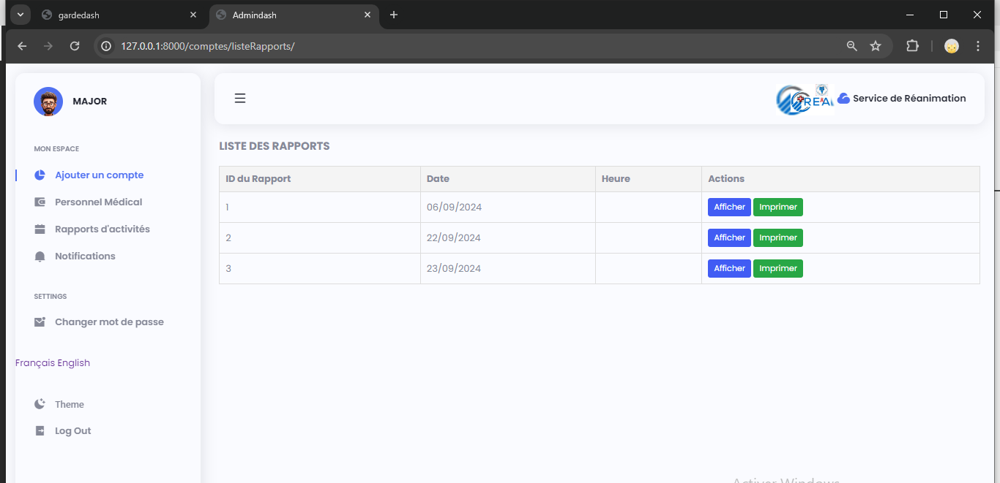 gardedash
Admindash
127.0.0.1:8000/comptes/listeRapports/
MAJOR
REA
Service de Réanimation
MON ESPACE
Ajouter un compte
Personnel Médical
Rapports d'activités
Notifications
SETTINGS
Changer mot de passe
Français English
Theme
Log Out
LISTE DES RAPPORTS
ID du Rapport Date Heure Actions
1 06/09/2024 Afficher Imprimer
2 22/09/2024 Afficher Imprimer
3 23/09/2024 Afficher Imprimer
Activer Windows